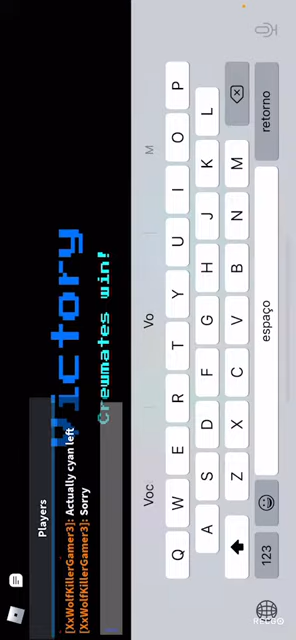 Players
[XxWolfKillerGamer3]: Actually cyan left
[XxWolfKillerGamer3]: Sorry
Victory
Crewmates win!
Voc Vo M
Q W E R T Y U I O P
A S D F G H J K L
Z X C V B N M
123 espaço retorno